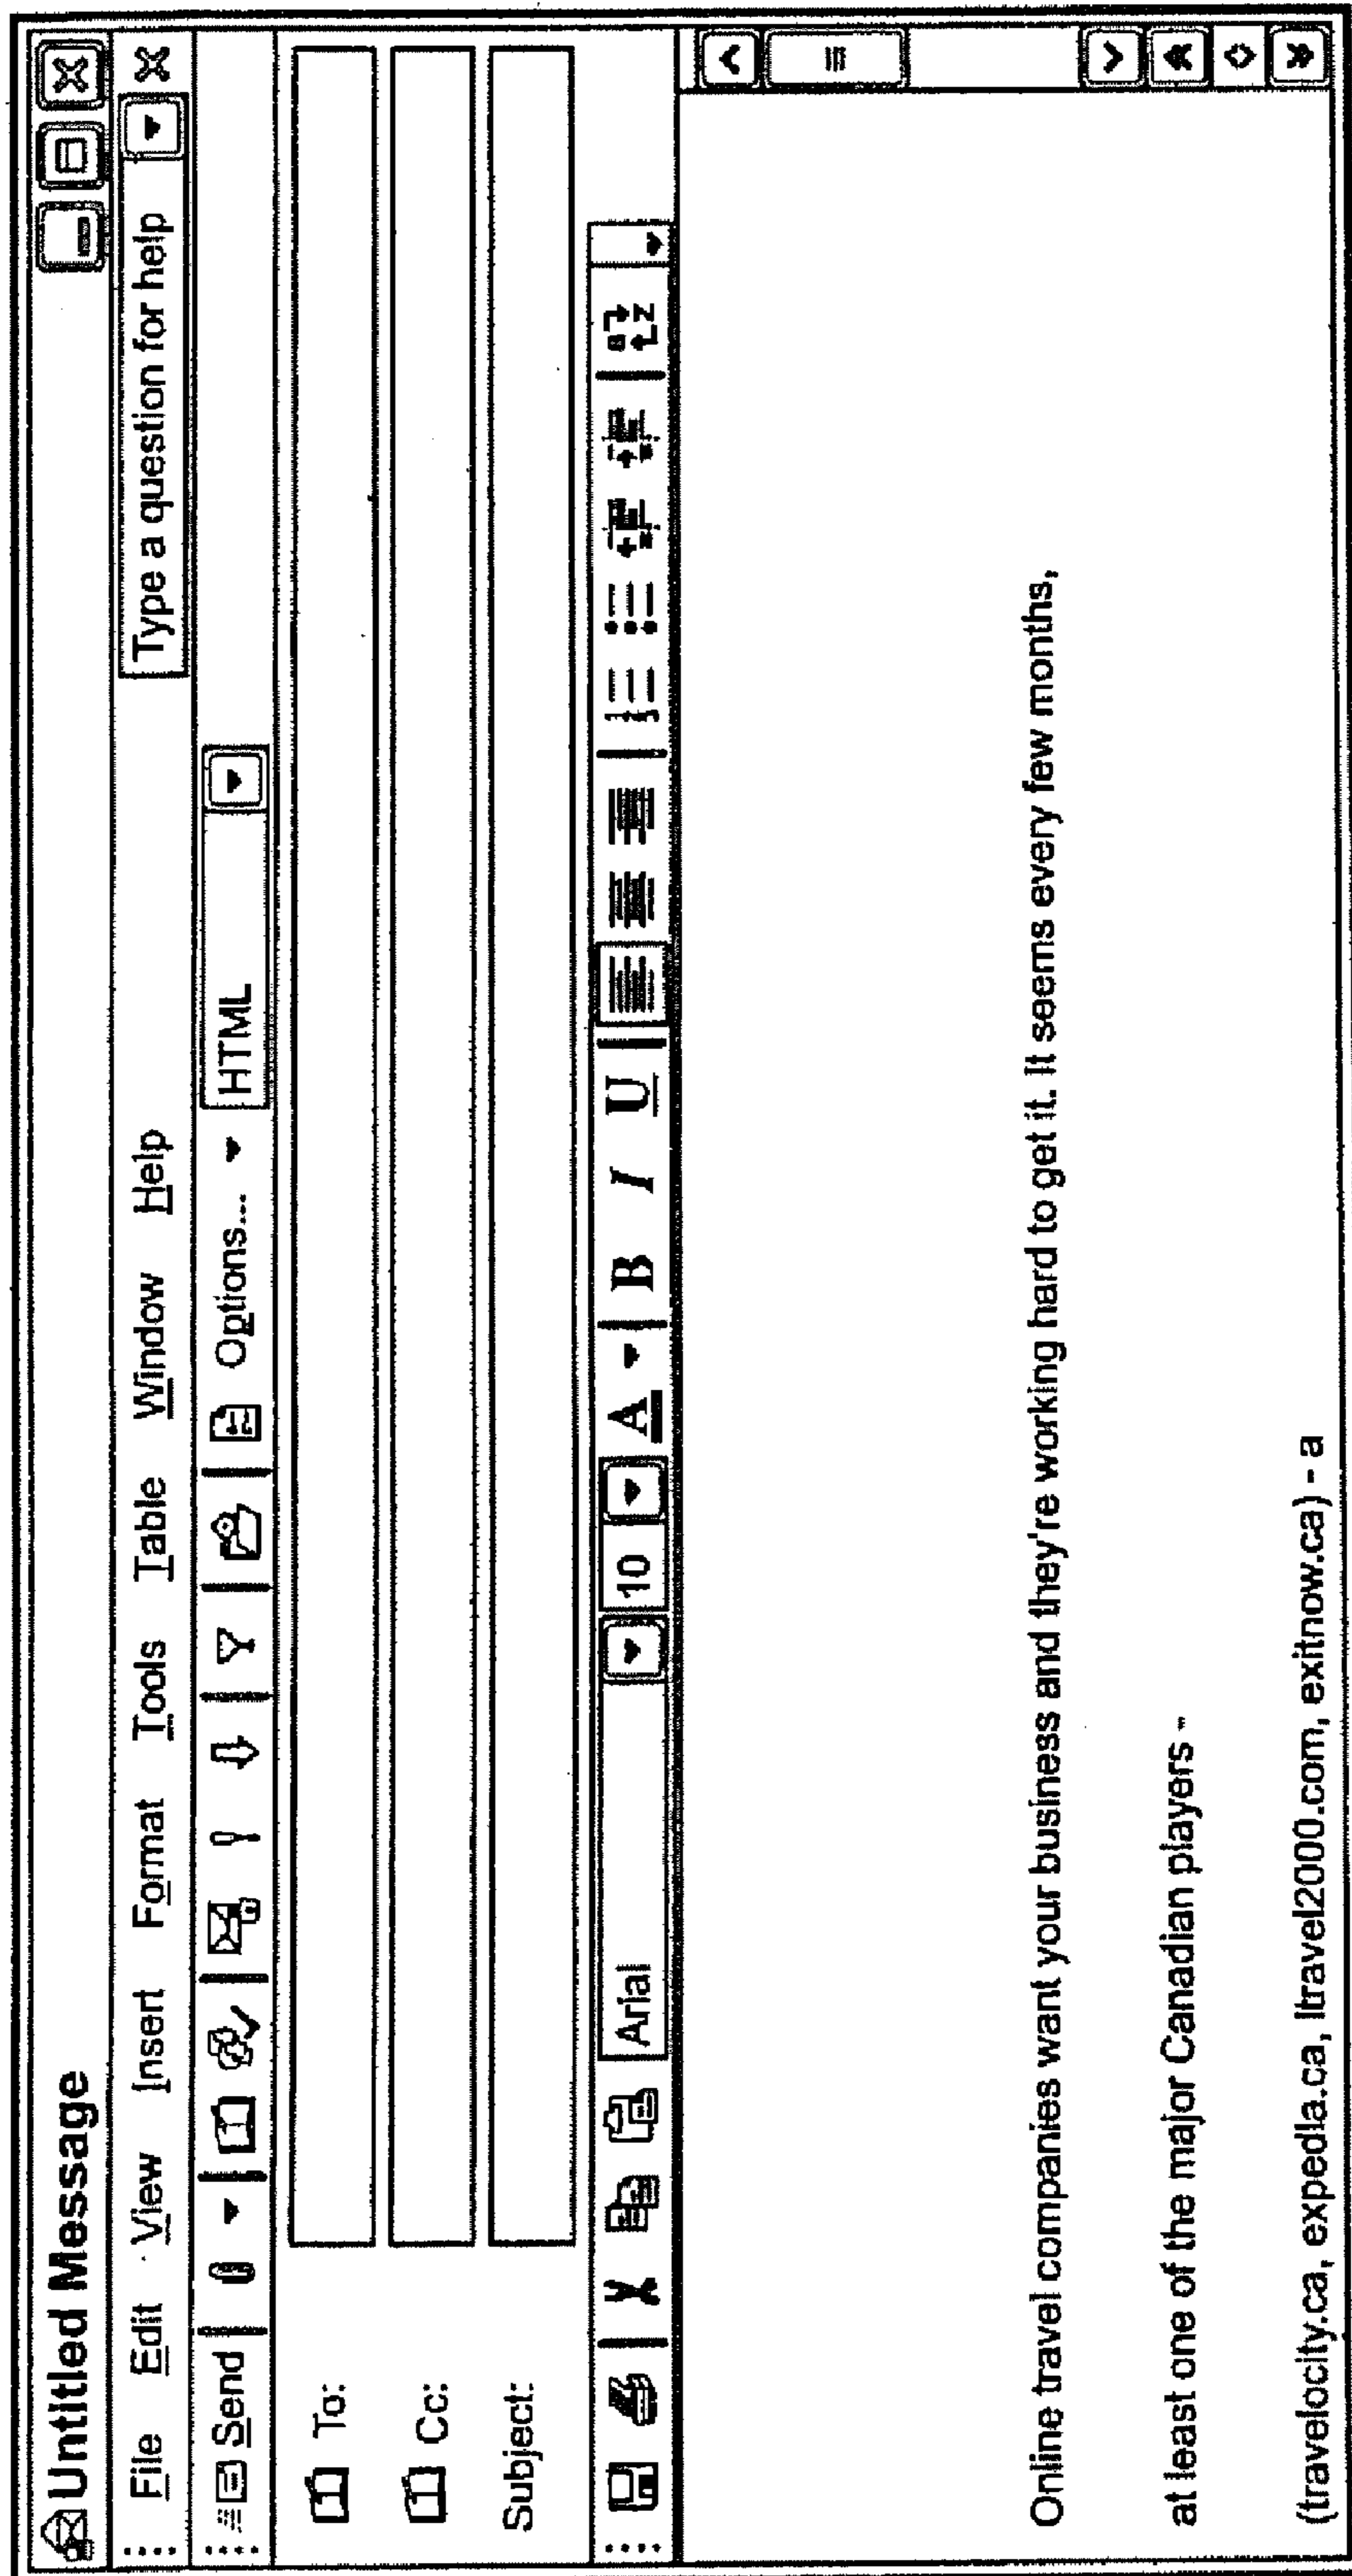 Untitled Message
File Edit View Insert Format Tools Table Window Help Type a question for help
Send Options... HTML
To:
Cc:
Subject:
Arial 10 A B I U
Online travel companies want your business and they're working hard to get it. It seems every few months,
at least one of the major Canadian players -
(travelocity.ca, expedia.ca, itravel2000.com, exitnow.ca) - a